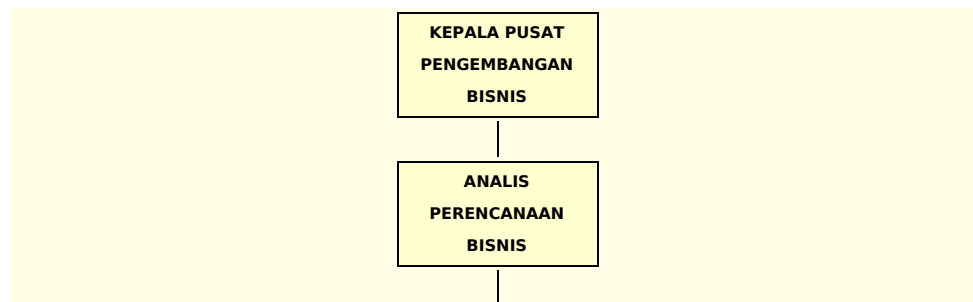 KEPALA PUSAT
PENGEMBANGAN
BISNIS
ANALIS
PERENCANAAN
BISNIS